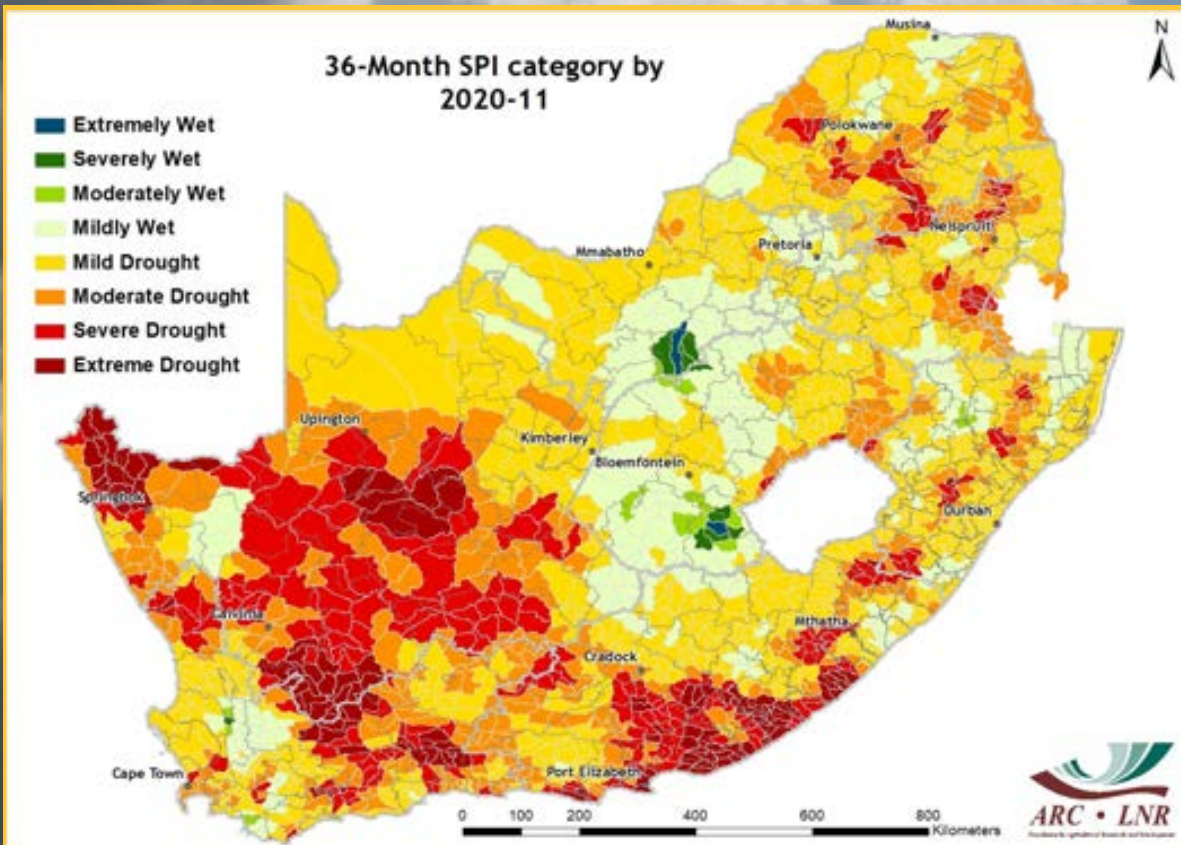 36-Month SPI category by
2020-11
N
Extremely Wet
Severely Wet
Moderately Wet
Mildly Wet
Mild Drought
Moderate Drought
Severe Drought
Extreme Drought
Musina
Polokwane
Nelspruit
Pretoria
Mmabatho
Upington
Kimberley
Bloemfontein
Springbok
Durban
Calvinia
Mthatha
Cradock
Cape Town
Port Elizabeth
0 100 200 400 600 800
Kilometers
ARC • LNR